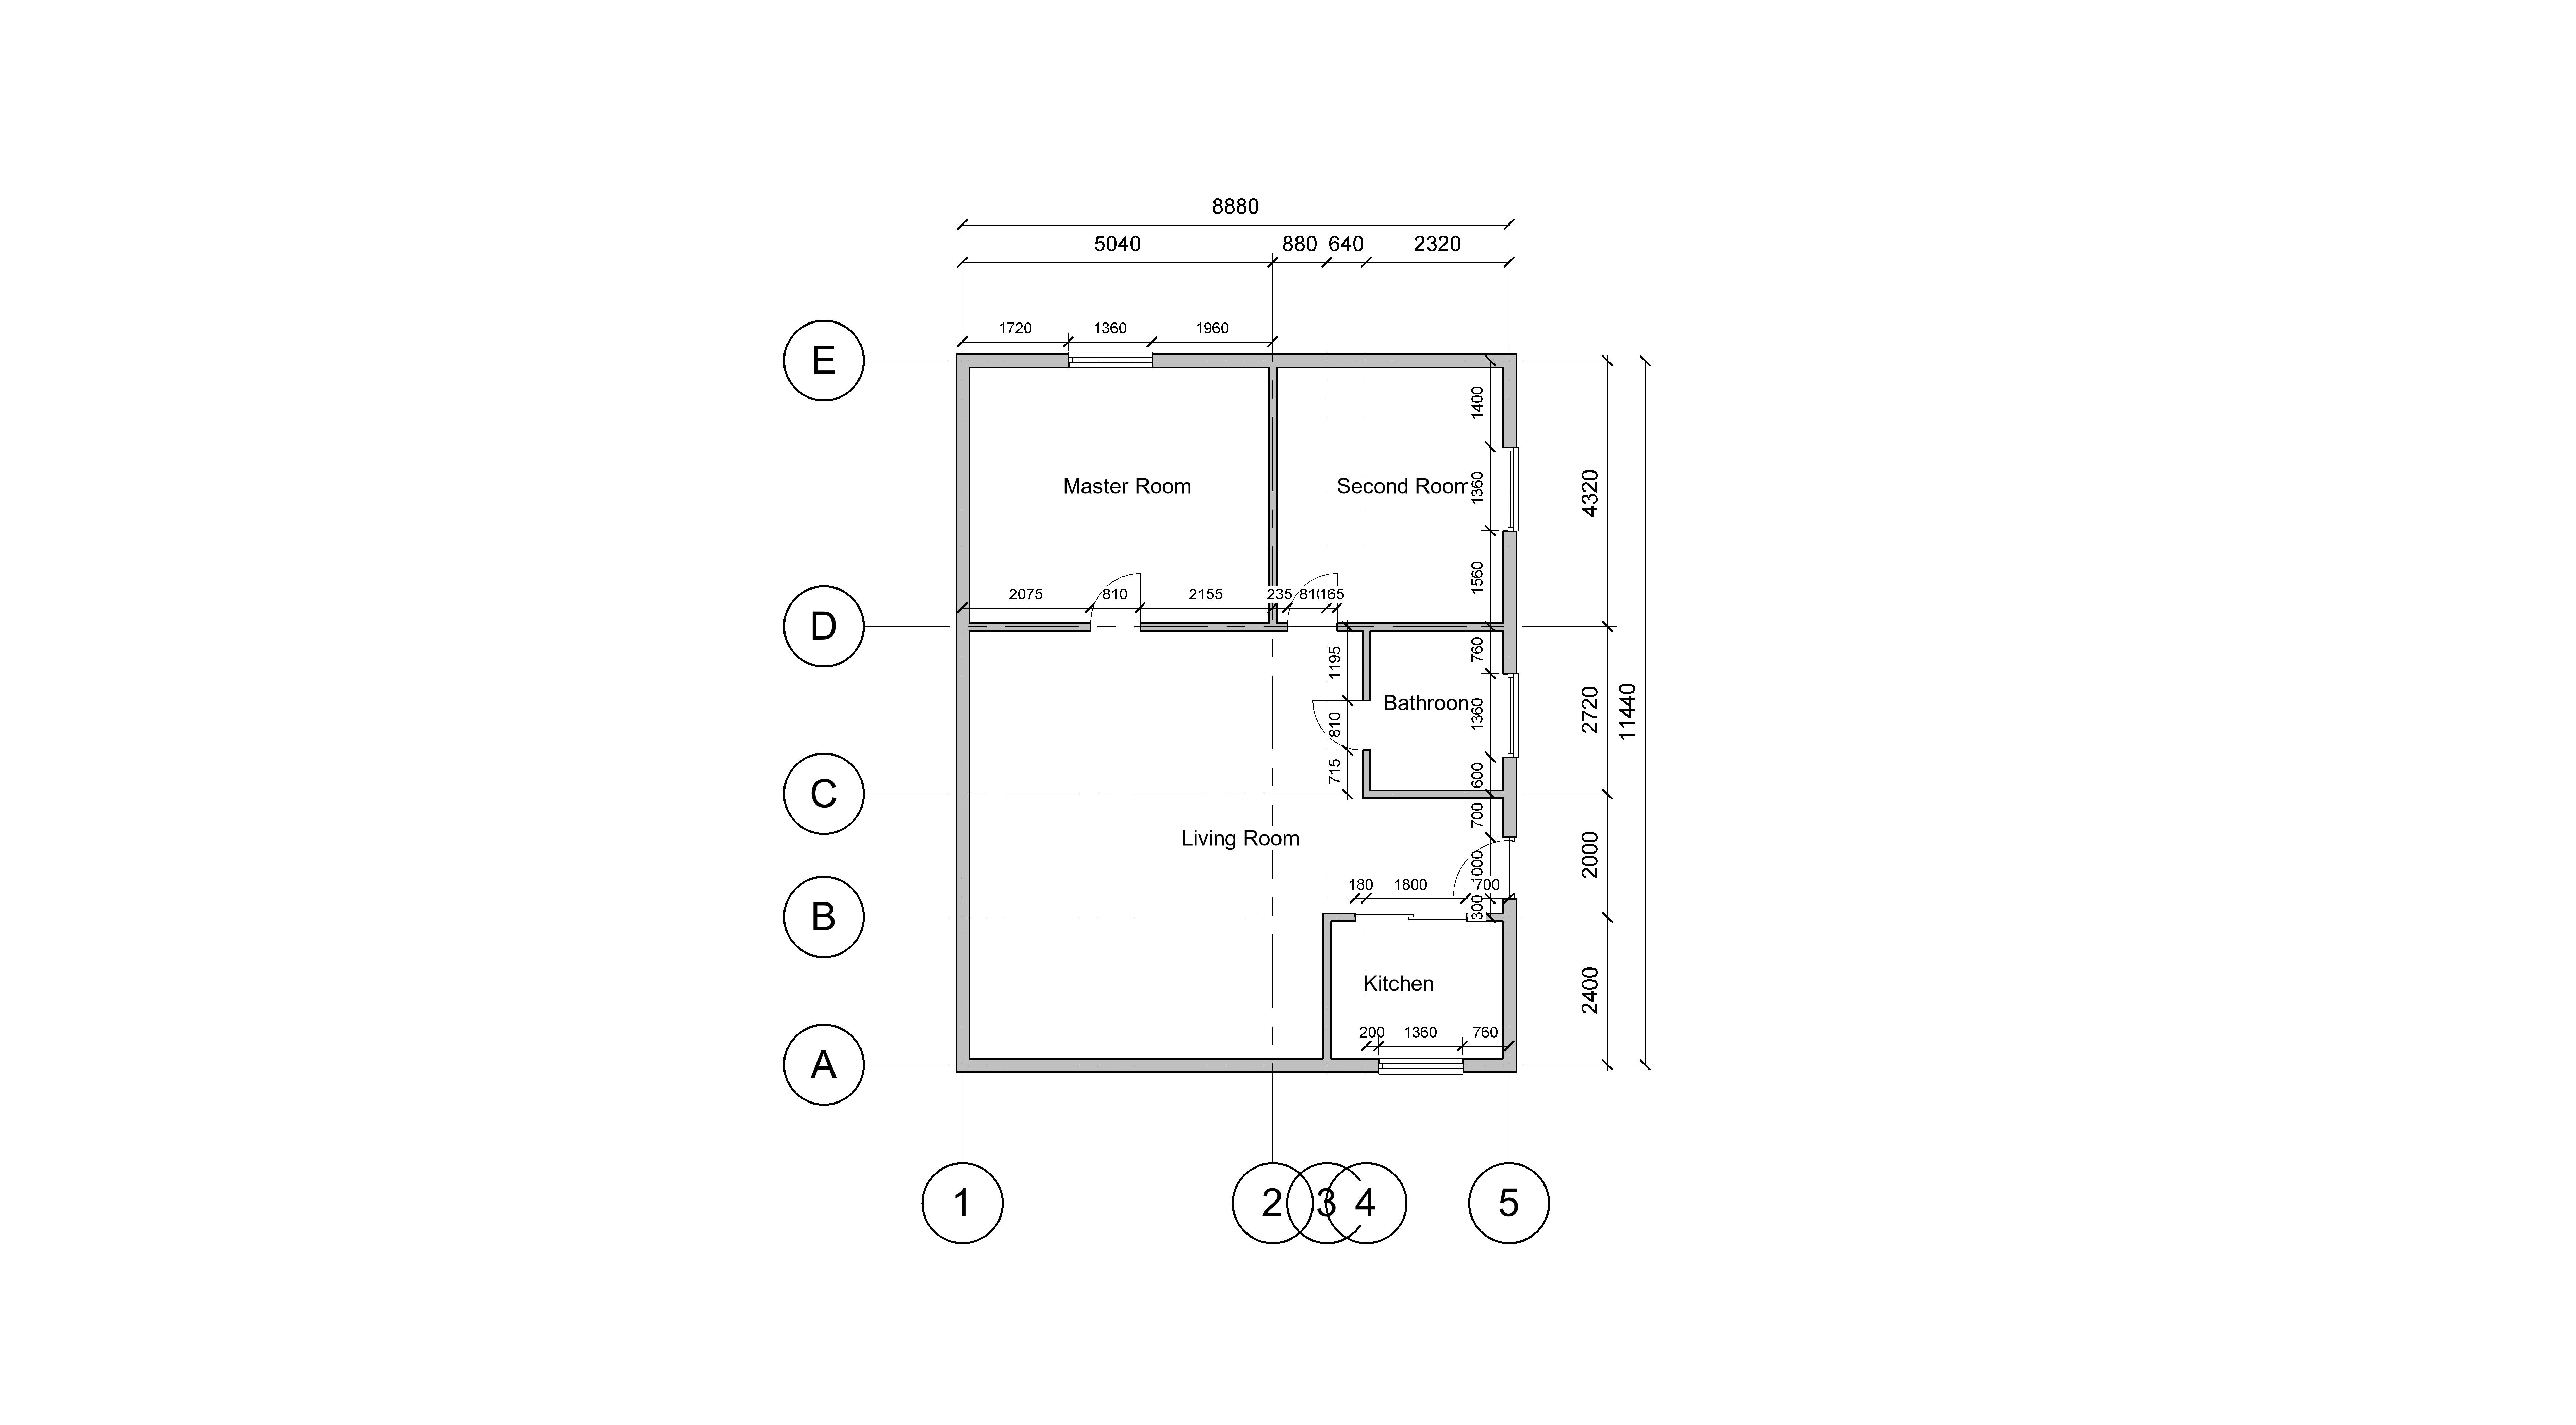 8880
5040 880 640 2320
1720 1360 1960
E
1400
Master Room
Second Room
1360
4320
1560
2075 810 2155 235 810 165
D
760
1195
Bathroom
1360
810
2720
11440
715
600
C
700
Living Room
1000
2000
180 1800 700
300
B
Kitchen
2400
200 1360 760
A
1 2 3 4 5